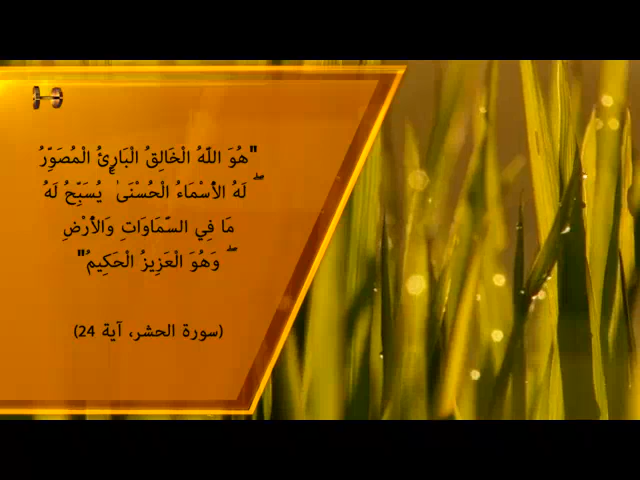 "هُوَ اللَّهُ الْخَالِقُ الْبَارِئُ الْمُصَوِّرُ
ۖ لَهُ الْأَسْمَاءُ الْحُسْنَىٰ ۚ يُسَبِّحُ لَهُ
مَا فِي السَّمَاوَاتِ وَالْأَرْضِ
ۖ وَهُوَ الْعَزِيزُ الْحَكِيمُ"
(سورة الحشر، آية 24)